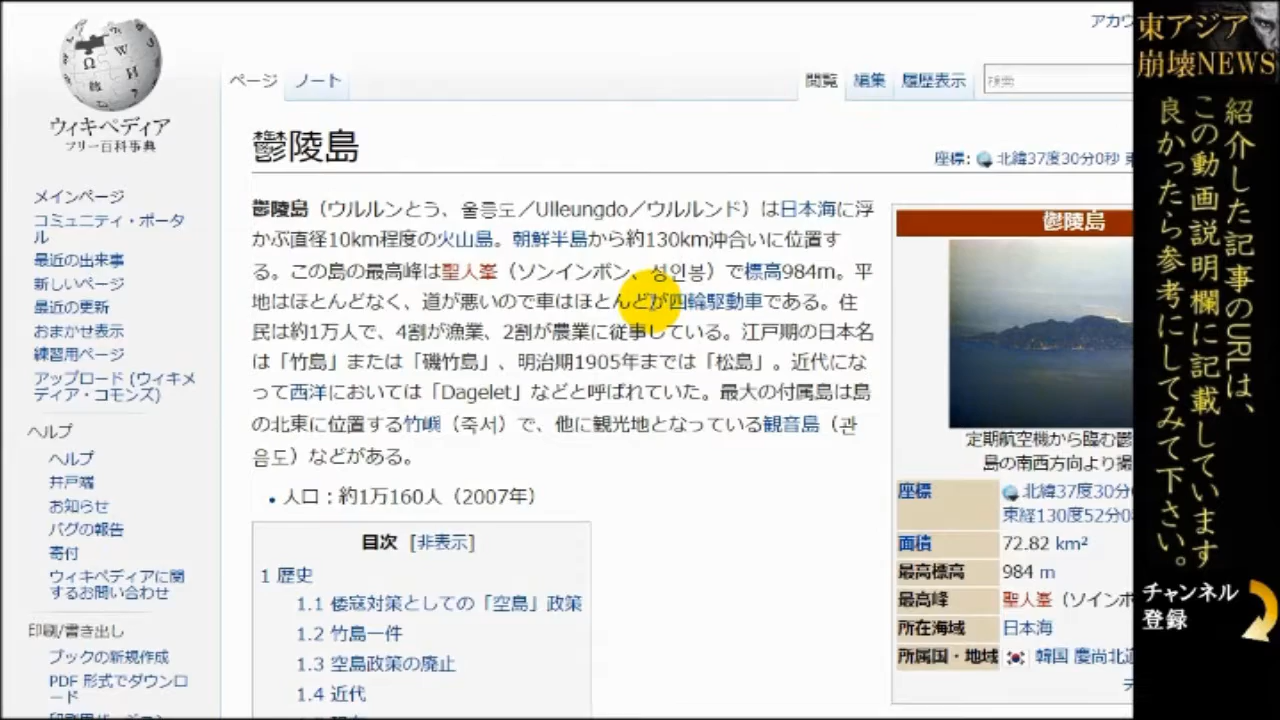 ウィキペディア
フリー百科事典
メインページ
コミュニティ・ポータ
ル
最近の出来事
新しいページ
最近の更新
おまかせ表示
練習用ページ
アップロード (ウィキメ
ディア・コモンズ)
ヘルプ
ヘルプ
井戸端
お知らせ
バグの報告
寄付
ウィキペディアに関
するお問い合わせ
印刷/書き出し
ブックの新規作成
PDF 形式でダウンロ
ード
ページ
ノート
閲覧
編集
履歴表示
検索
アカウ
鬱陵島
座標: 北緯37度30分0秒
鬱陵島（ウルルンとう、울릉도／Ulleungdo／ウルルンド）は日本海に浮
かぶ直径10km程度の火山島。朝鮮半島から約130km沖合いに位置す
る。この島の最高峰は聖人峯（ソンインボン、성인봉）で標高984m。平
地はほとんどなく、道が悪いので車はほとんどが四輪駆動車である。住
民は約1万人で、4割が漁業、2割が農業に従事している。江戸期の日本名
は「竹島」または「磯竹島」、明治期1905年までは「松島」。近代にな
って西洋においては「Dagelet」などと呼ばれていた。最大の付属島は島
の北東に位置する竹嶼（죽서）で、他に観光地となっている観音島（관
음도）などがある。
人口：約1万160人（2007年）
目次 [非表示]
1 歴史
1.1 倭寇対策としての「空島」政策
1.2 竹島一件
1.3 空島政策の廃止
1.4 近代
鬱陵島
定期航空機から臨む鬱
島の南西方向より撮
座標 北緯37度30分
東経130度52分0
面積 72.82 km²
最高標高 984 m
最高峰 聖人峯（ソインボ
所在海域 日本海
所属国・地域 韓国 慶尚北道
東アジア
崩壊NEWS
紹介した記事のURLは、
この動画説明欄に記載しています
良かったら参考にしてみて下さい。
チャンネル
登録